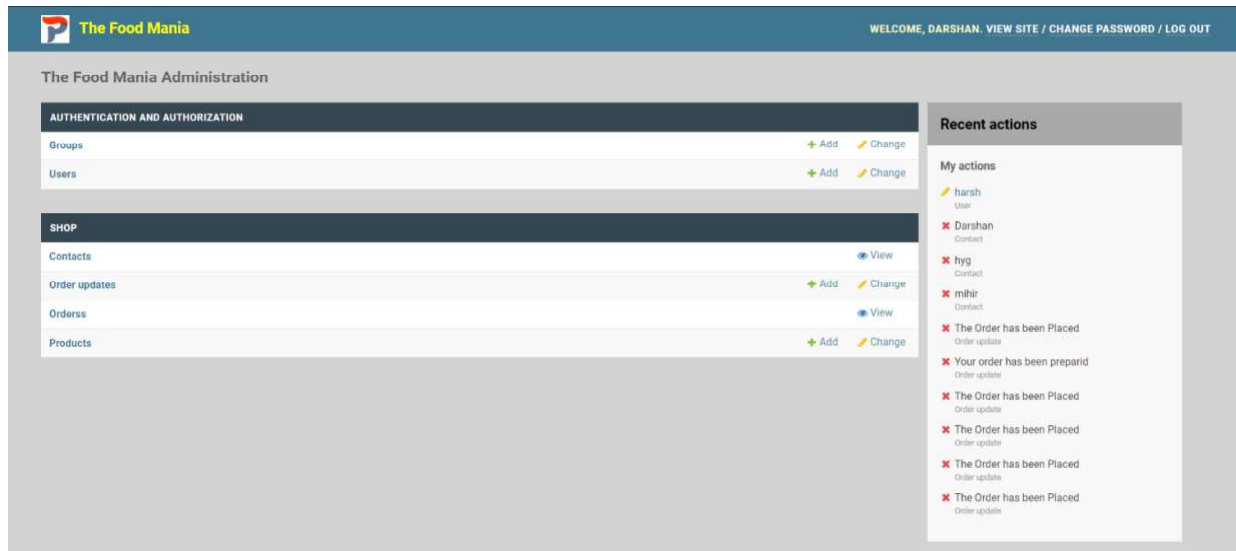 The Food Mania
WELCOME, DARSHAN. VIEW SITE / CHANGE PASSWORD / LOG OUT
The Food Mania Administration
AUTHENTICATION AND AUTHORIZATION
Groups + Add Change
Users + Add Change
SHOP
Contacts View
Order updates + Add Change
Orderss View
Products + Add Change
Recent actions
My actions
harsh
User
Darshan
Contact
hyg
Contact
mihir
Contact
The Order has been Placed
Order update
Your order has been preparid
Order update
The Order has been Placed
Order update
The Order has been Placed
Order update
The Order has been Placed
Order update
The Order has been Placed
Order update